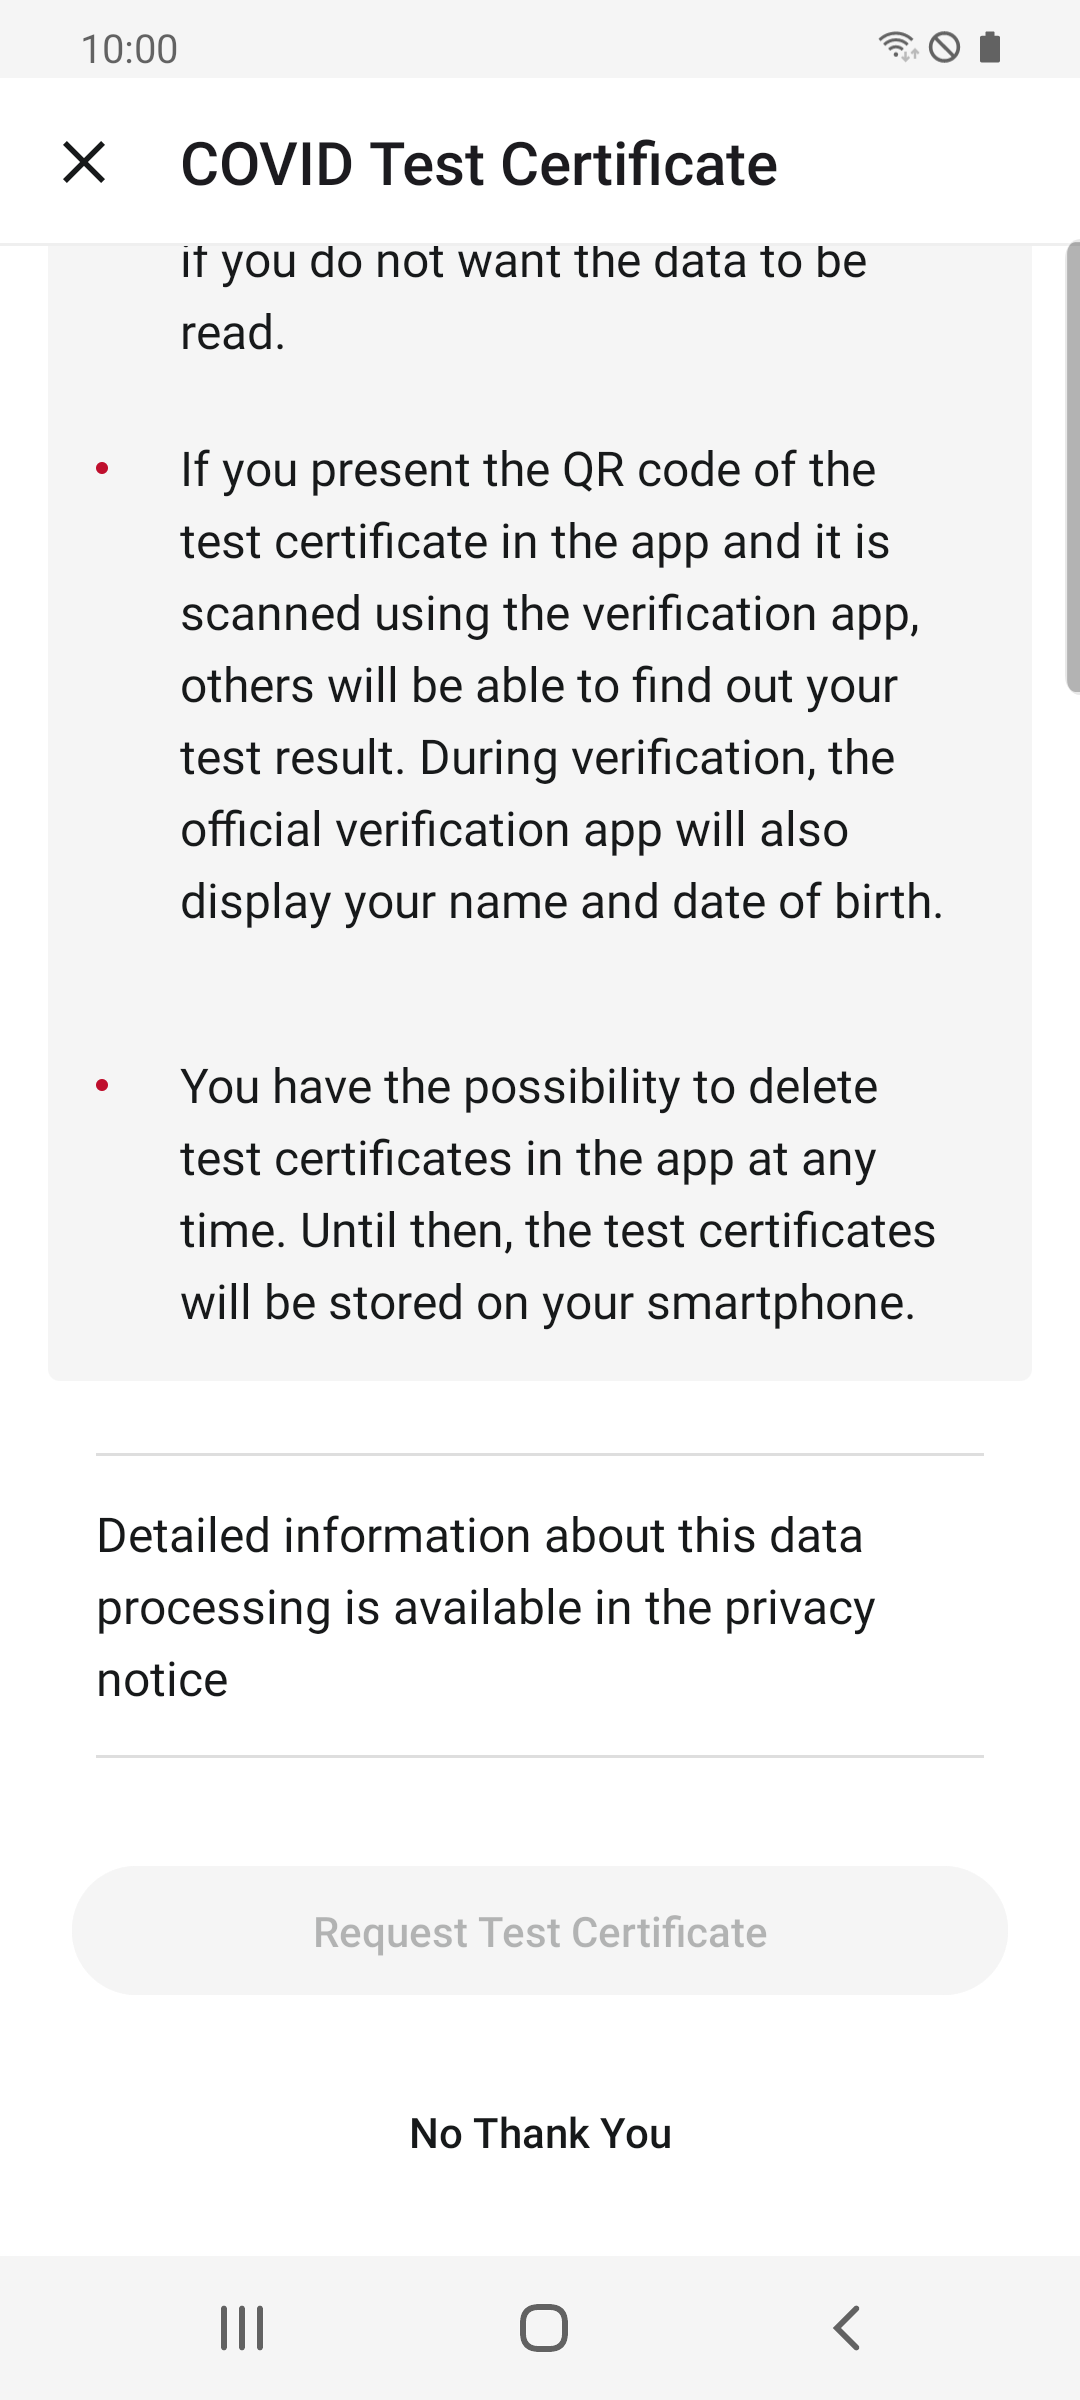 10:00
COVID Test Certificate
if you do not want the data to be
read.
If you present the QR code of the
test certificate in the app and it is
scanned using the verification app,
others will be able to find out your
test result. During verification, the
official verification app will also
display your name and date of birth.
You have the possibility to delete
test certificates in the app at any
time. Until then, the test certificates
will be stored on your smartphone.
Detailed information about this data
processing is available in the privacy
notice
Request Test Certificate
No Thank You